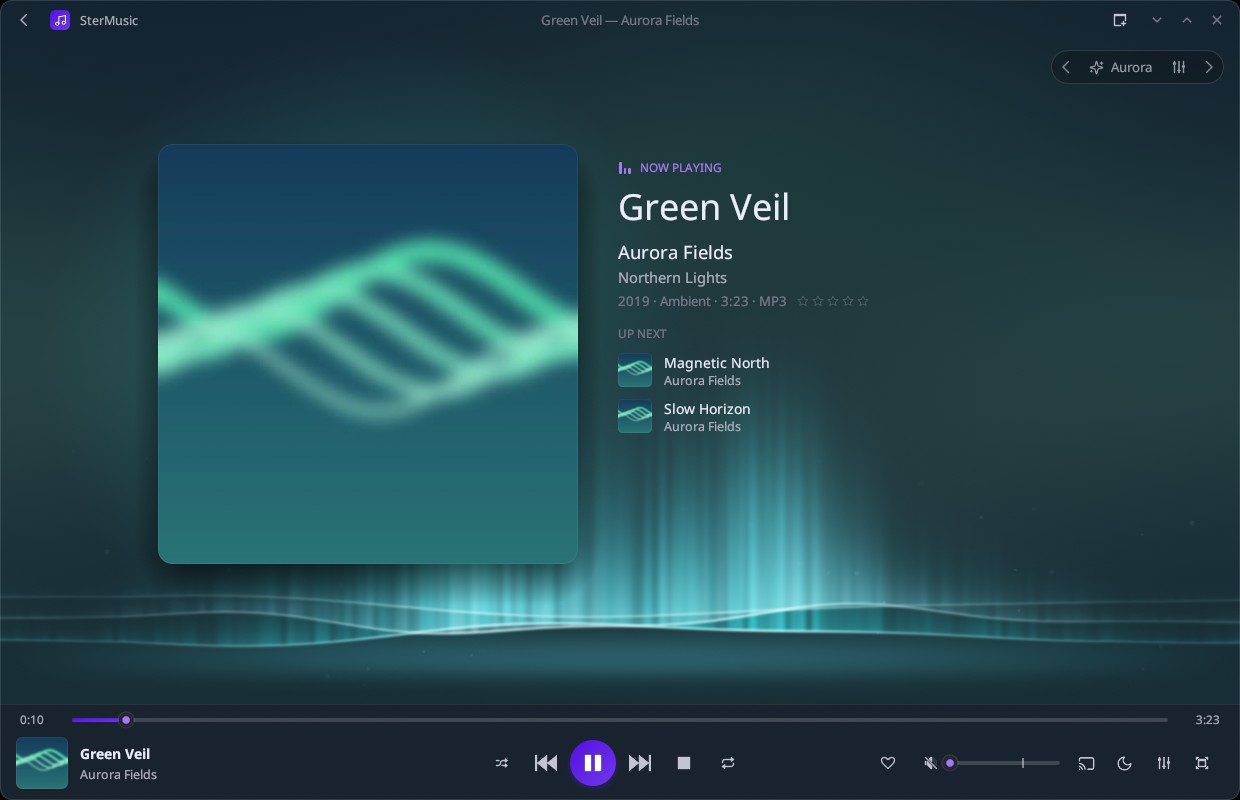 SterMusic
Green Veil — Aurora Fields
Aurora
NOW PLAYING
Green Veil
Aurora Fields
Northern Lights
2019 · Ambient · 3:23 · MP3
UP NEXT
Magnetic North
Aurora Fields
Slow Horizon
Aurora Fields
0:10
3:23
Green Veil
Aurora Fields